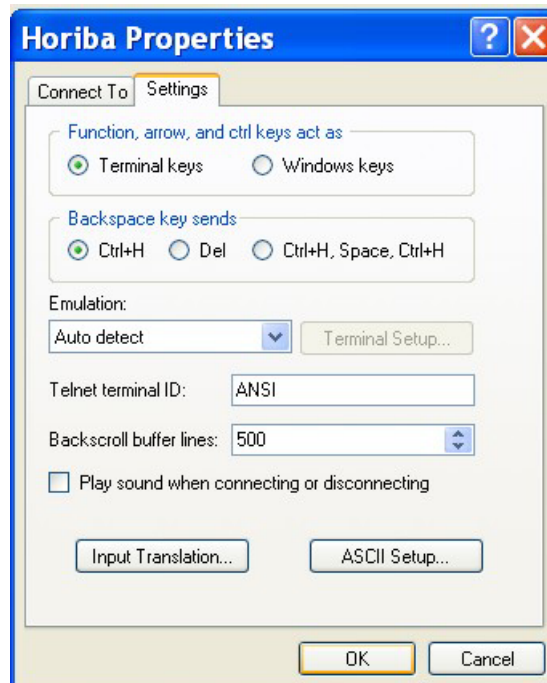 Horiba Properties
Connect To Settings
Function, arrow, and ctrl keys act as
Terminal keys Windows keys
Backspace key sends
Ctrl+H Del Ctrl+H, Space, Ctrl+H
Emulation:
Auto detect Terminal Setup...
Telnet terminal ID: ANSI
Backscroll buffer lines: 500
Play sound when connecting or disconnecting
Input Translation... ASCII Setup...
OK Cancel